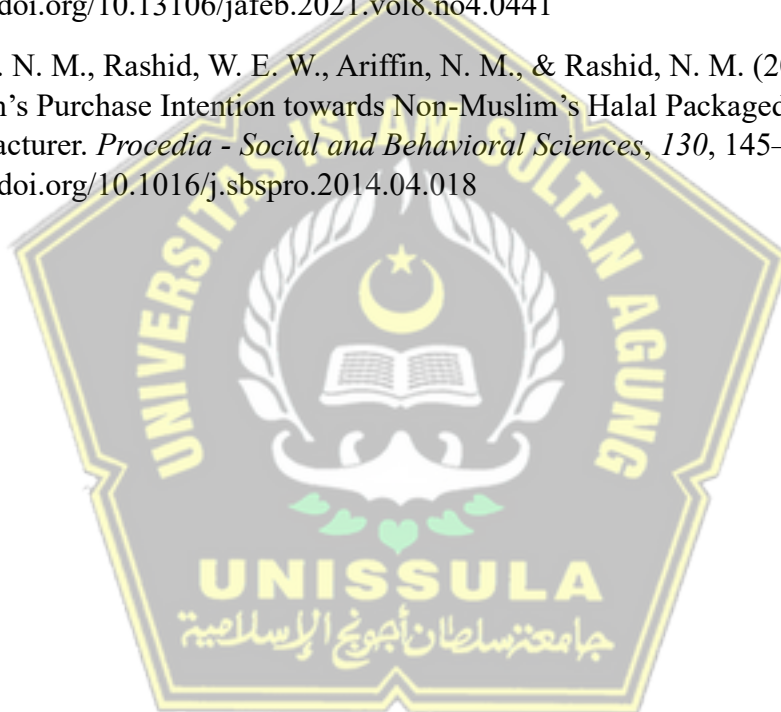 doi.org/10.13106/jafeb.2021.vol8.no4.0441
. N. M., Rashid, W. E. W., Ariffin, N. M., & Rashid, N. M. (20
n’s Purchase Intention towards Non-Muslim’s Halal Packaged
acturer. Procedia - Social and Behavioral Sciences, 130, 145–
doi.org/10.1016/j.sbspro.2014.04.018
UNIVERSITAS ISLAM SULTAN AGUNG
UNISSULA
جامعننسلطان أجونج الإسلامية